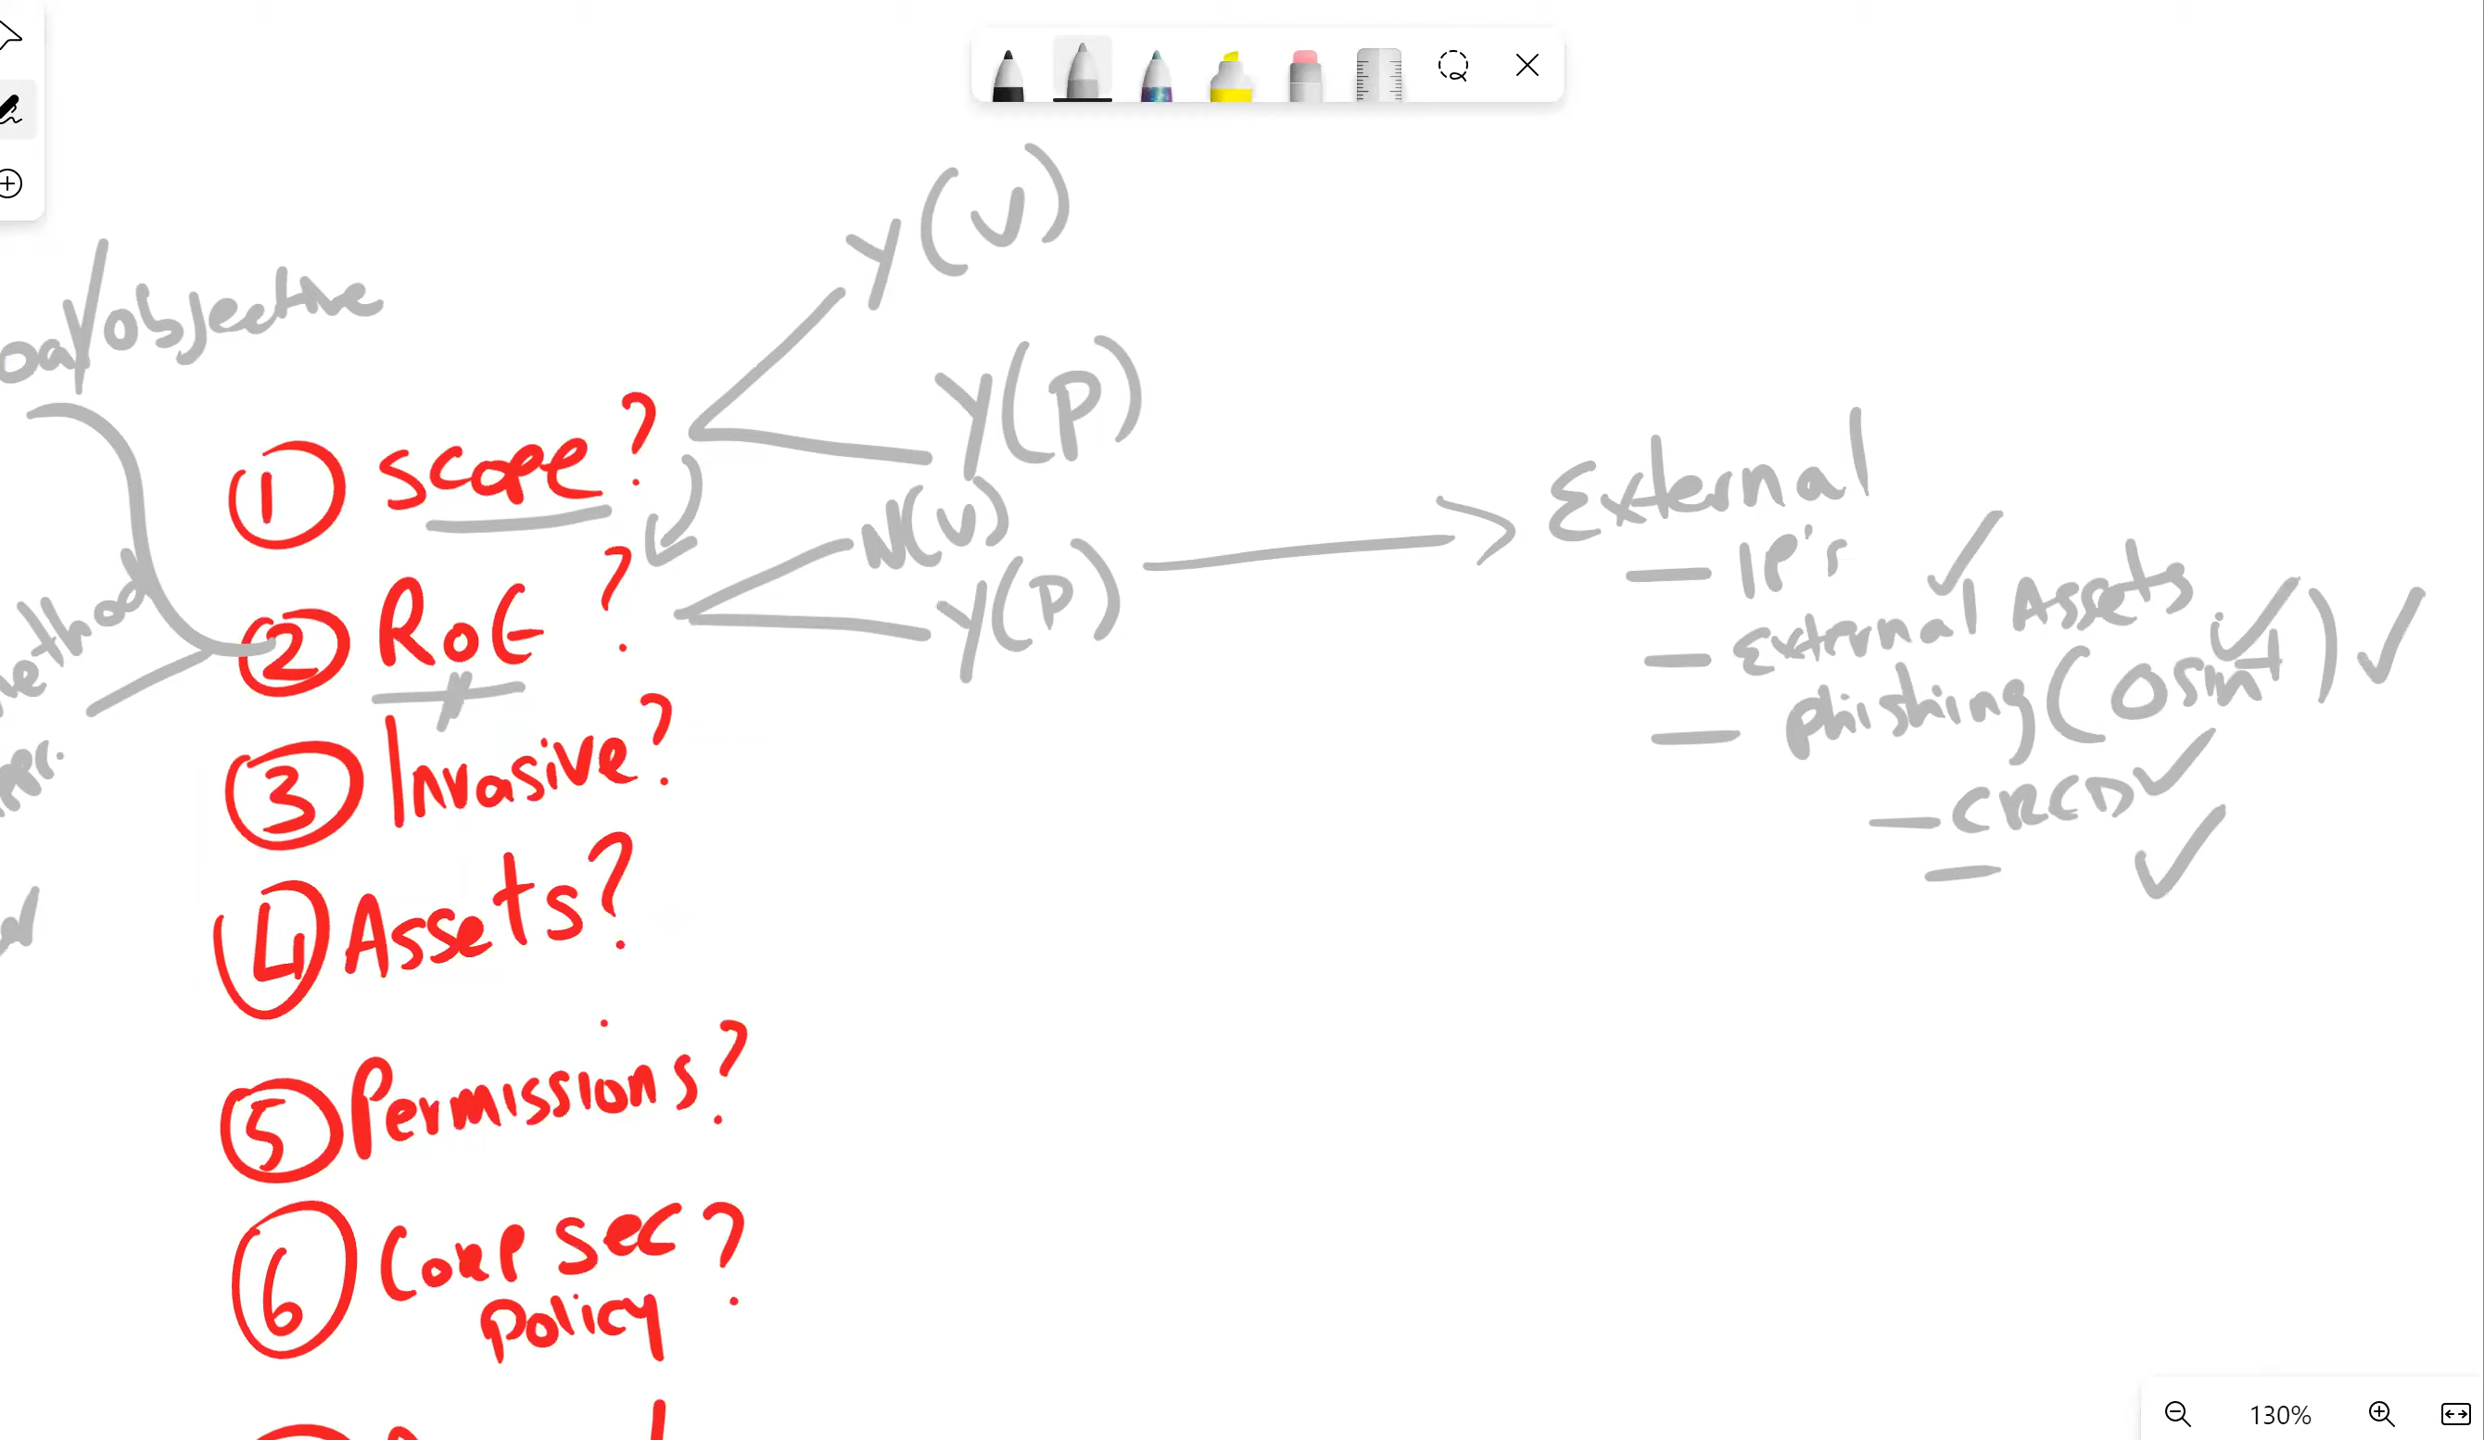 Y(V)
oal/objective
Y(P)
① Scope?
N(V)
External
— IP's
② RoE?
Y(P)
— External Assets
— Phishing (Osint)
③ Invasive?
— CRED
④ Assets?
⑤ Permissions?
⑥ Corp Sec?
Policy
130%